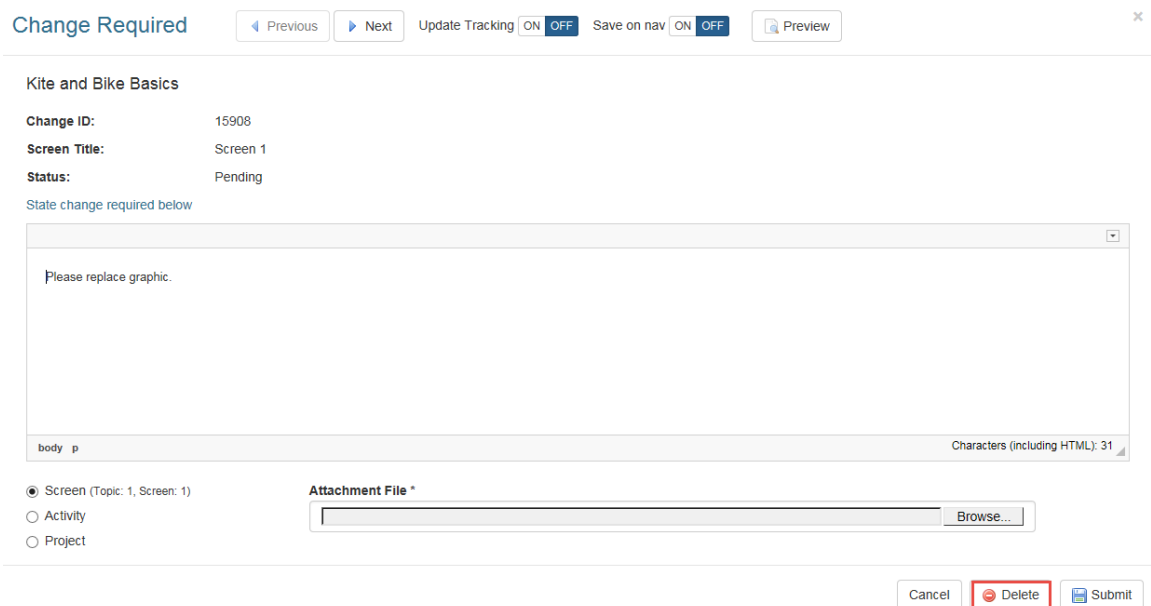 Change Required Previous Next Update Tracking ON OFF Save on nav ON OFF Preview ×
Kite and Bike Basics
Change ID: 15908
Screen Title: Screen 1
Status: Pending
State change required below
Please replace graphic.
body p Characters (including HTML): 31
Screen (Topic: 1, Screen: 1) Attachment File *
Activity Browse...
Project
Cancel Delete Submit